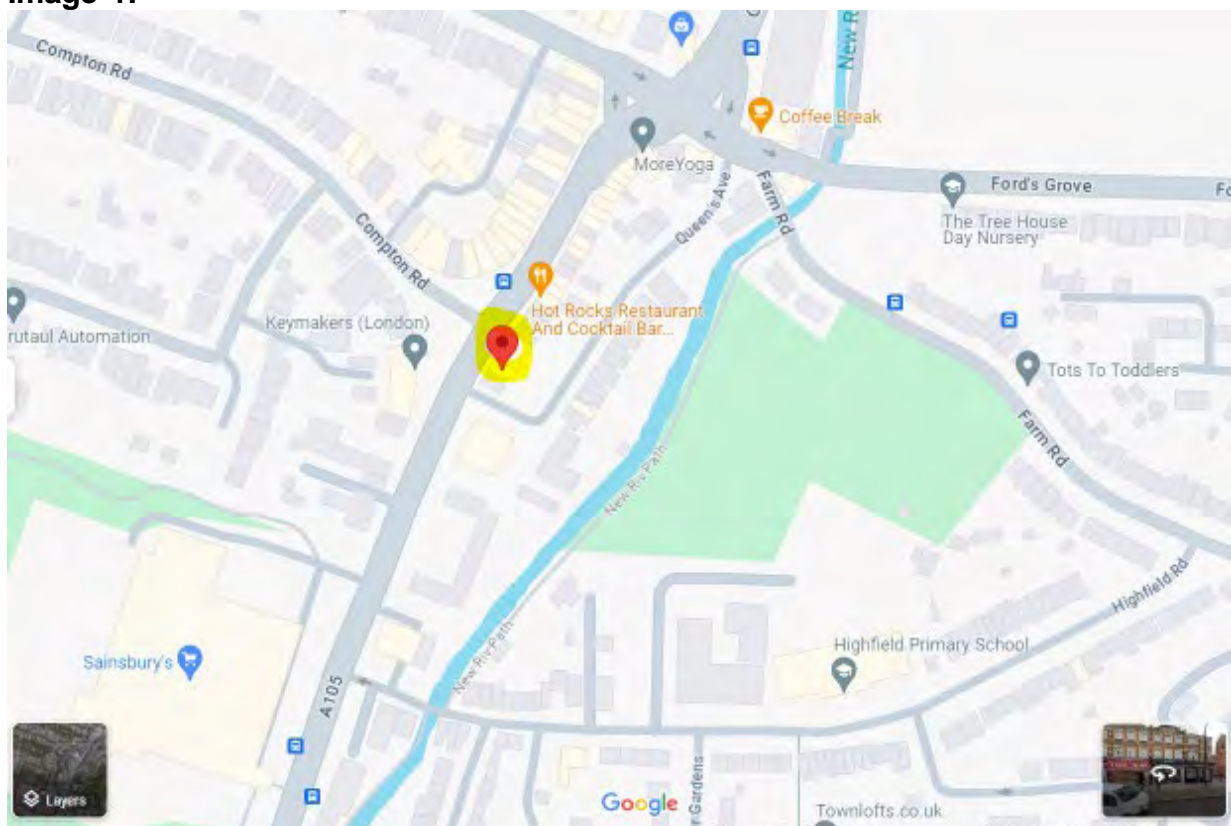 Compton Rd
New R
Coffee Break
MoreYoga
Ford's Grove
Fo
Queen's Ave
Farm Rd
The Tree House
Day Nursery
Compton Rd
Hot Rocks Restaurant
And Cocktail Bar...
Keymakers (London)
rutaul Automation
Tots To Toddlers
Farm Rd
New Riv Path
Highfield Rd
Highfield Primary School
Sainsbury's
New Riv Path
A105
Layers
Google
r Gardens
Townlofts.co.uk